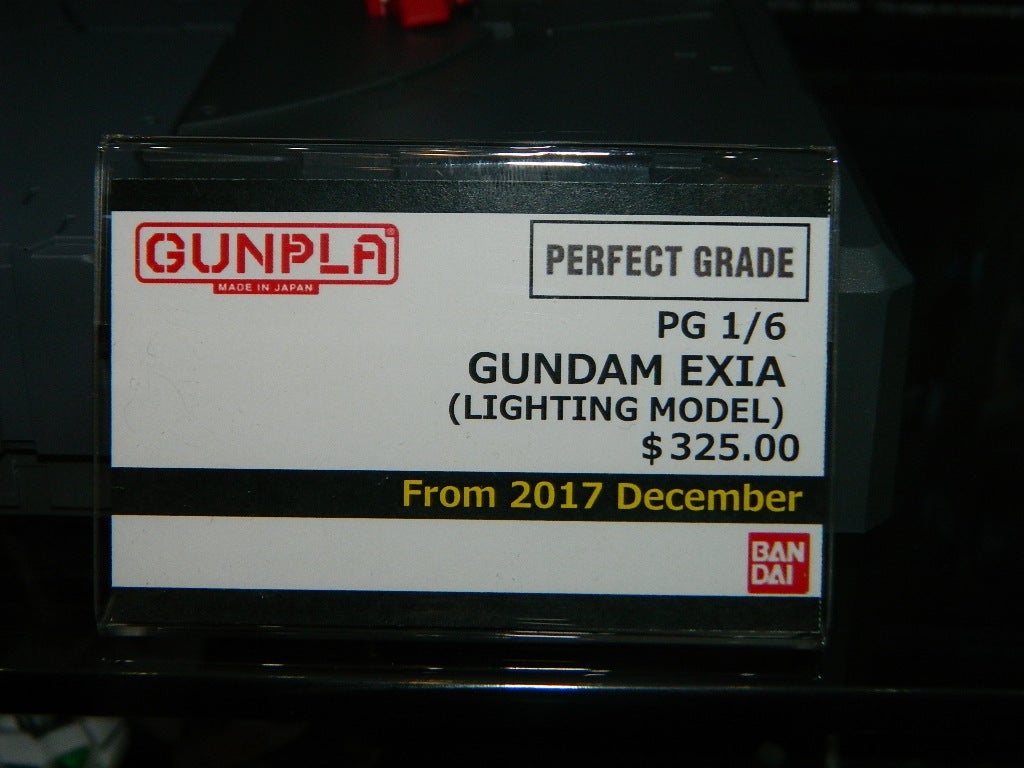 GUNPLA®
MADE IN JAPAN
PERFECT GRADE
PG 1/6
GUNDAM EXIA
(LIGHTING MODEL)
$325.00
From 2017 December
BAN
DAI